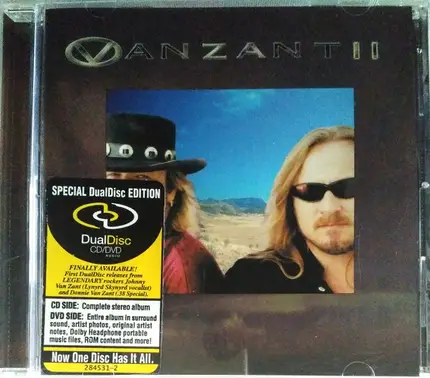 VANZANT II
SPECIAL DualDisc EDITION
DualDisc
CD/DVD
AUDIO
FINALLY AVAILABLE!
First DualDisc releases from
LEGENDARY rockers Johnny
Van Zant (Lynyrd Skynyrd vocalist)
and Donnie Van Zant (.38 Special).
CD SIDE: Complete stereo album
DVD SIDE: Entire album in surround
sound, artist photos, original artist
notes, Dolby Headphone portable
music files, ROM content and more!
Now One Disc Has It All.
284531-2